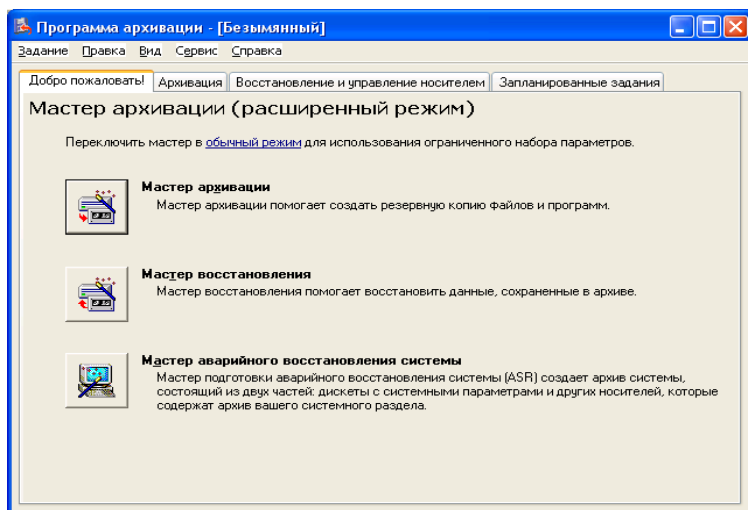 Программа архивации - [Безымянный]
Задание Правка Вид Сервис Справка
Добро пожаловать! Архивация Восстановление и управление носителем Запланированные задания
Мастер архивации (расширенный режим)
Переключить мастер в обычный режим для использования ограниченного набора параметров.
Мастер архивации
Мастер архивации помогает создать резервную копию файлов и программ.
Мастер восстановления
Мастер восстановления помогает восстановить данные, сохраненные в архиве.
Мастер аварийного восстановления системы
Мастер подготовки аварийного восстановления системы (ASR) создает архив системы,
состоящий из двух частей: дискеты с системными параметрами и других носителей, которые
содержат архив вашего системного раздела.